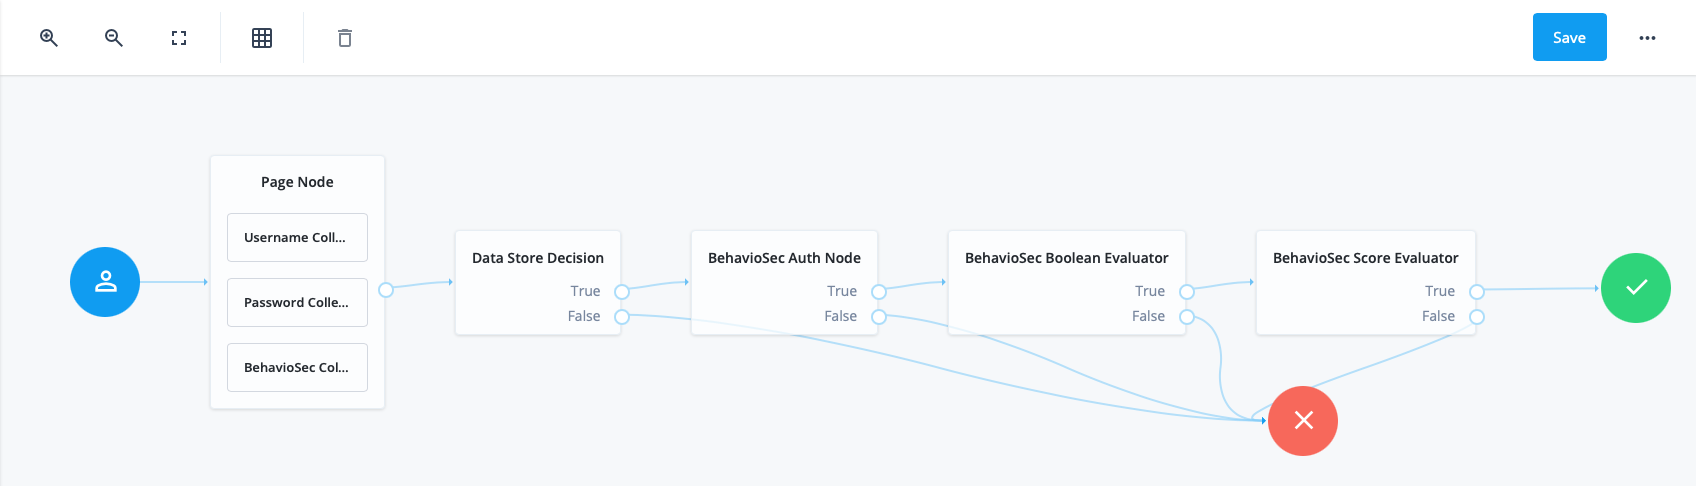 Save
Page Node
Username Coll...
Password Colle...
BehavioSec Col...
Data Store Decision
True
False
BehavioSec Auth Node
True
False
BehavioSec Boolean Evaluator
True
False
BehavioSec Score Evaluator
True
False